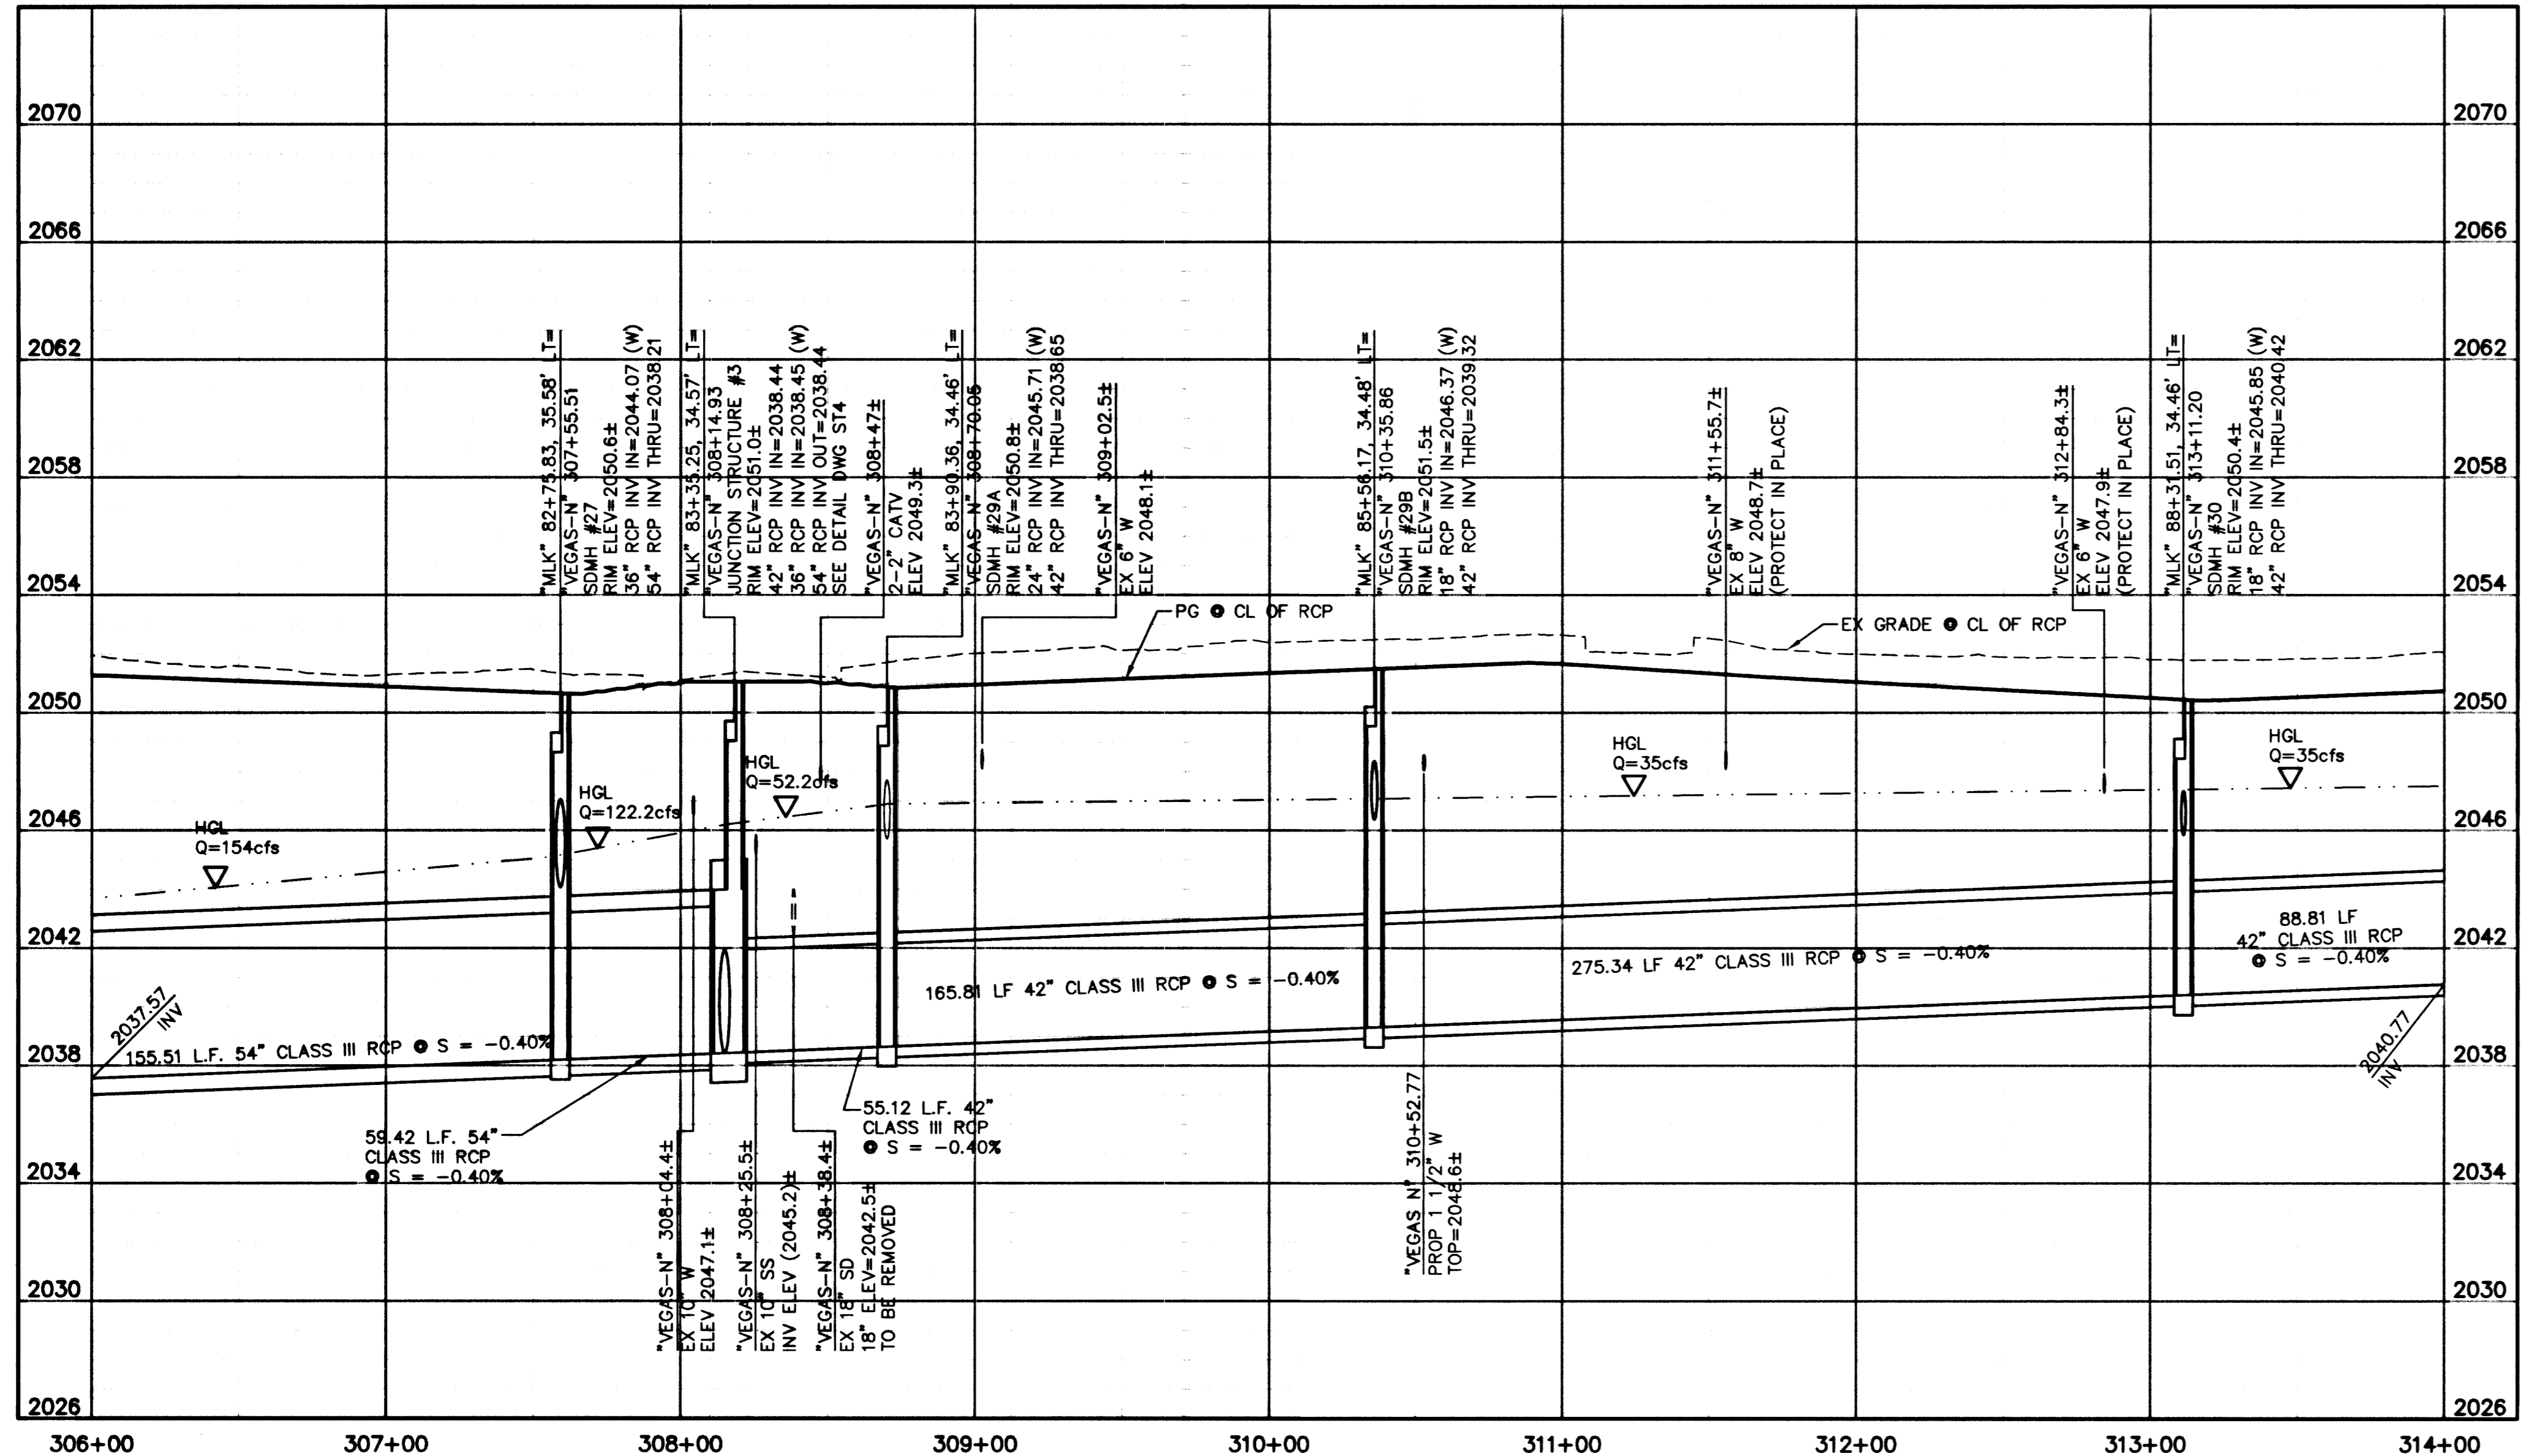 2070
2070
2066
2066
2062
2062
2058
2058
2054
2054
2050
2050
2046
2046
2042
2042
2038
2038
2034
2034
2030
2030
2026
2026
"MLK" 82+75.83, 35.58' LT=
"VEGAS-N" 307+55.51
SDMH #27
RIM ELEV=2050.6±
36" RCP INV IN=2044.07 (W)
54" RCP INV THRU=2038.21
"MLK" 83+35.25, 34.57' LT=
"VEGAS-N" 308+14.93
JUNCTION STRUCTURE #3
RIM ELEV=2051.0±
42" RCP INV IN=2038.44
36" RCP INV IN=2038.45 (W)
54" RCP INV OUT=2038.44
SEE DETAIL DWG ST4
"VEGAS-N" 308+47±
2-2" CATV
ELEV 2049.3±
"MLK" 83+90.36, 34.46' LT=
"VEGAS N" 308+70.05
SDMH #29A
RIM ELEV=2050.8±
24" RCP INV IN=2045.71 (W)
42" RCP INV THRU=2038.65
"VEGAS-N" 309+02.5±
EX 6" W
ELEV 2048.1±
"MLK" 85+56.17, 34.48' LT=
"VEGAS-N" 310+35.86
SDMH #29B
RIM ELEV=2051.5±
18" RCP INV IN=2046.37 (W)
42" RCP INV THRU=2039.32
"VEGAS-N" 311+55.7±
EX 8" W
ELEV 2048.7±
(PROTECT IN PLACE)
"VEGAS-N" 312+84.3±
EX 6" W
ELEV 2047.9±
(PROTECT IN PLACE)
"MLK" 88+31.51, 34.46' LT=
"VEGAS-N" 313+11.20
SDMH #30
RIM ELEV=2050.4±
18" RCP INV IN=2045.85 (W)
42" RCP INV THRU=2040.42
PG @ CL OF RCP
EX GRADE @ CL OF RCP
HGL
Q=154cfs
HGL
Q=122.2cfs
HGL
Q=52.2cfs
HGL
Q=35cfs
HGL
Q=35cfs
2037.57
INV
155.51 L.F. 54" CLASS III RCP @ S = -0.40%
165.81 LF 42" CLASS III RCP @ S = -0.40%
275.34 LF 42" CLASS III RCP @ S = -0.40%
88.81 LF
42" CLASS III RCP
@ S = -0.40%
2040.77
INV
59.42 L.F. 54"
CLASS III RCP
@ S = -0.40%
55.12 L.F. 42"
CLASS III RCP
@ S = -0.40%
"VEGAS-N" 308+04.4±
EX 10" W
ELEV 2047.1±
"VEGAS-N" 308+25.5±
EX 10" SS
INV ELEV (2045.2)±
"VEGAS-N" 308+38.4±
EX 18" SD
18" ELEV=2042.5±
TO BE REMOVED
"VEGAS N" 310+52.77
PROP 1 1/2" W
TOP=2048.6±
306+00
307+00
308+00
309+00
310+00
311+00
312+00
313+00
314+00